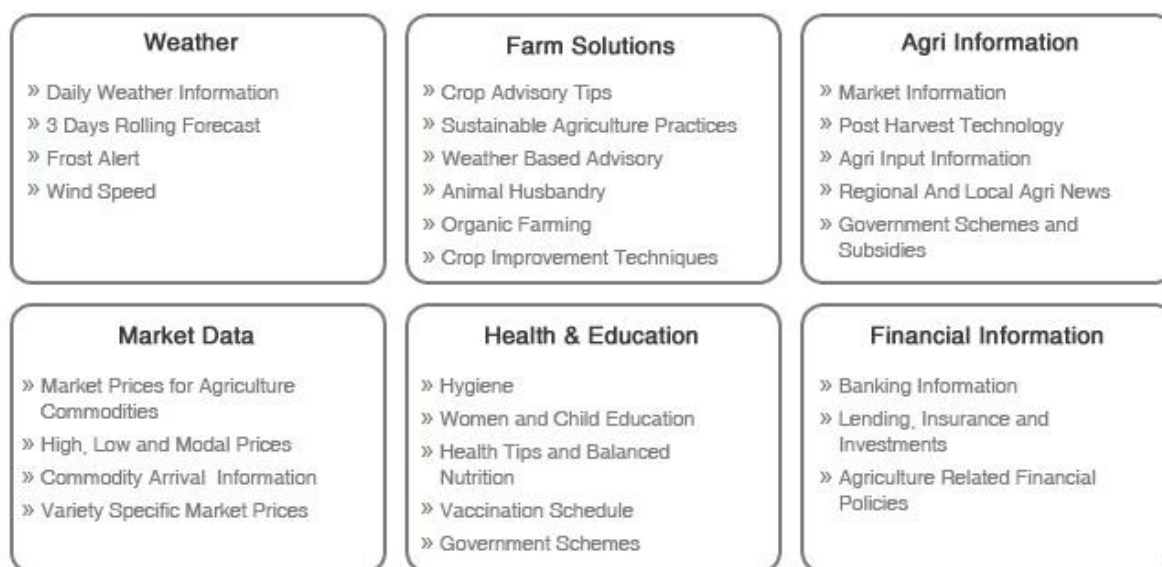 Weather
» Daily Weather Information
» 3 Days Rolling Forecast
» Frost Alert
» Wind Speed
Farm Solutions
» Crop Advisory Tips
» Sustainable Agriculture Practices
» Weather Based Advisory
» Animal Husbandry
» Organic Farming
» Crop Improvement Techniques
Agri Information
» Market Information
» Post Harvest Technology
» Agri Input Information
» Regional And Local Agri News
» Government Schemes and
Subsidies
Market Data
» Market Prices for Agriculture
Commodities
» High, Low and Modal Prices
» Commodity Arrival Information
» Variety Specific Market Prices
Health & Education
» Hygiene
» Women and Child Education
» Health Tips and Balanced
Nutrition
» Vaccination Schedule
» Government Schemes
Financial Information
» Banking Information
» Lending, Insurance and
Investments
» Agriculture Related Financial
Policies